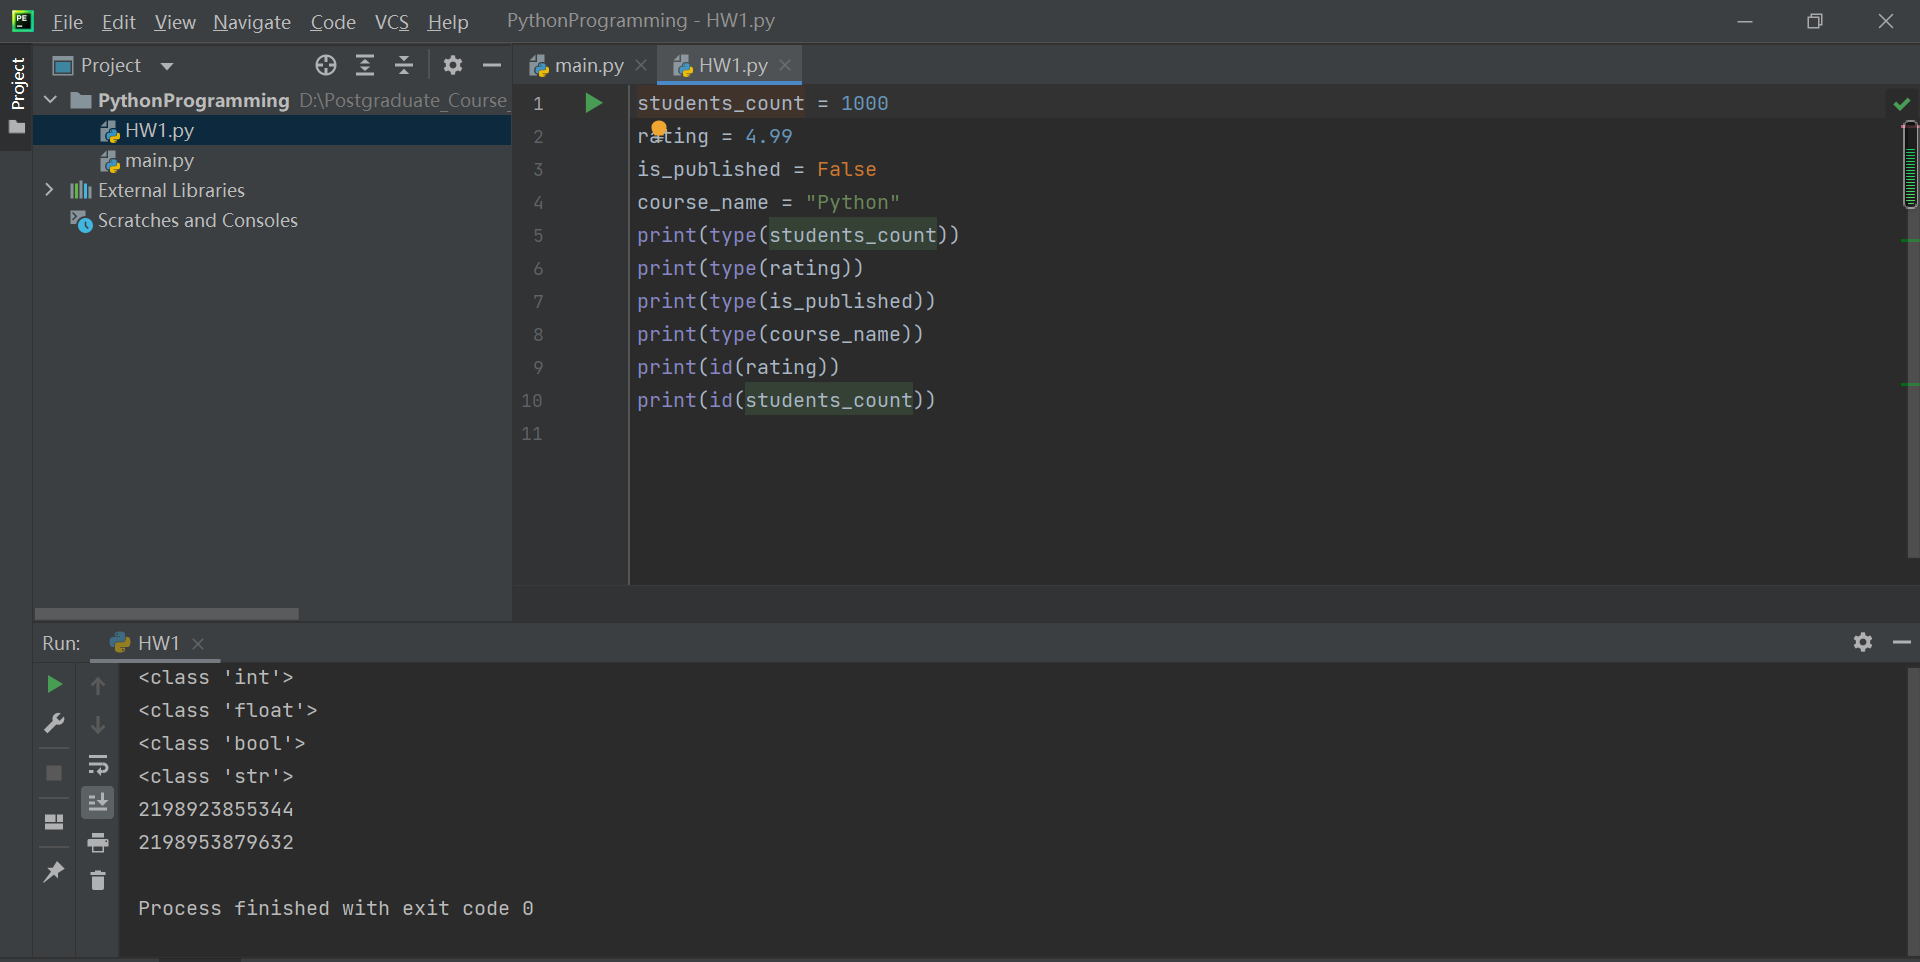 PE File Edit View Navigate Code VCS Help PythonProgramming - HW1.py
Project
Project
main.py
HW1.py
PythonProgramming D:\Postgraduate_Course_
HW1.py
main.py
External Libraries
Scratches and Consoles
1 students_count = 1000
2 rating = 4.99
3 is_published = False
4 course_name = "Python"
5 print(type(students_count))
6 print(type(rating))
7 print(type(is_published))
8 print(type(course_name))
9 print(id(rating))
10 print(id(students_count))
11
Run: HW1
<class 'int'>
<class 'float'>
<class 'bool'>
<class 'str'>
2198923855344
2198953879632
Process finished with exit code 0